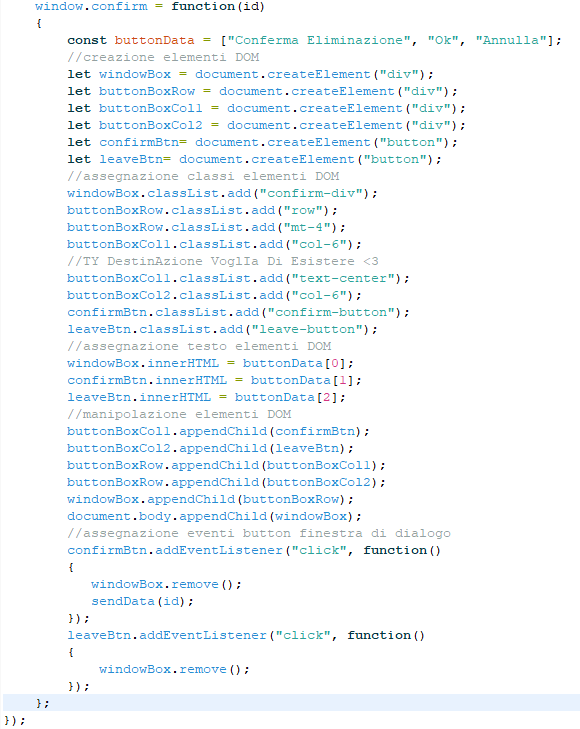 window.confirm = function(id)
{
const buttonData = ["Conferma Eliminazione", "Ok", "Annulla"];
//creazione elementi DOM
let windowBox = document.createElement("div");
let buttonBoxRow = document.createElement("div");
let buttonBoxCol1 = document.createElement("div");
let buttonBoxCol2 = document.createElement("div");
let confirmBtn= document.createElement("button");
let leaveBtn= document.createElement("button");
//assegnazione classi elementi DOM
windowBox.classList.add("confirm-div");
buttonBoxRow.classList.add("row");
buttonBoxRow.classList.add("mt-4");
buttonBoxCol1.classList.add("col-6");
//TY DestinAzione VoglIa Di Esistere <3
buttonBoxCol1.classList.add("text-center");
buttonBoxCol2.classList.add("col-6");
confirmBtn.classList.add("confirm-button");
leaveBtn.classList.add("leave-button");
//assegnazione testo elementi DOM
windowBox.innerHTML = buttonData[0];
confirmBtn.innerHTML = buttonData[1];
leaveBtn.innerHTML = buttonData[2];
//manipolazione elementi DOM
buttonBoxCol1.appendChild(confirmBtn);
buttonBoxCol2.appendChild(leaveBtn);
buttonBoxRow.appendChild(buttonBoxCol1);
buttonBoxRow.appendChild(buttonBoxCol2);
windowBox.appendChild(buttonBoxRow);
document.body.appendChild(windowBox);
//assegnazione eventi button finestra di dialogo
confirmBtn.addEventListener("click", function()
{
windowBox.remove();
sendData(id);
});
leaveBtn.addEventListener("click", function()
{
windowBox.remove();
});
};
});